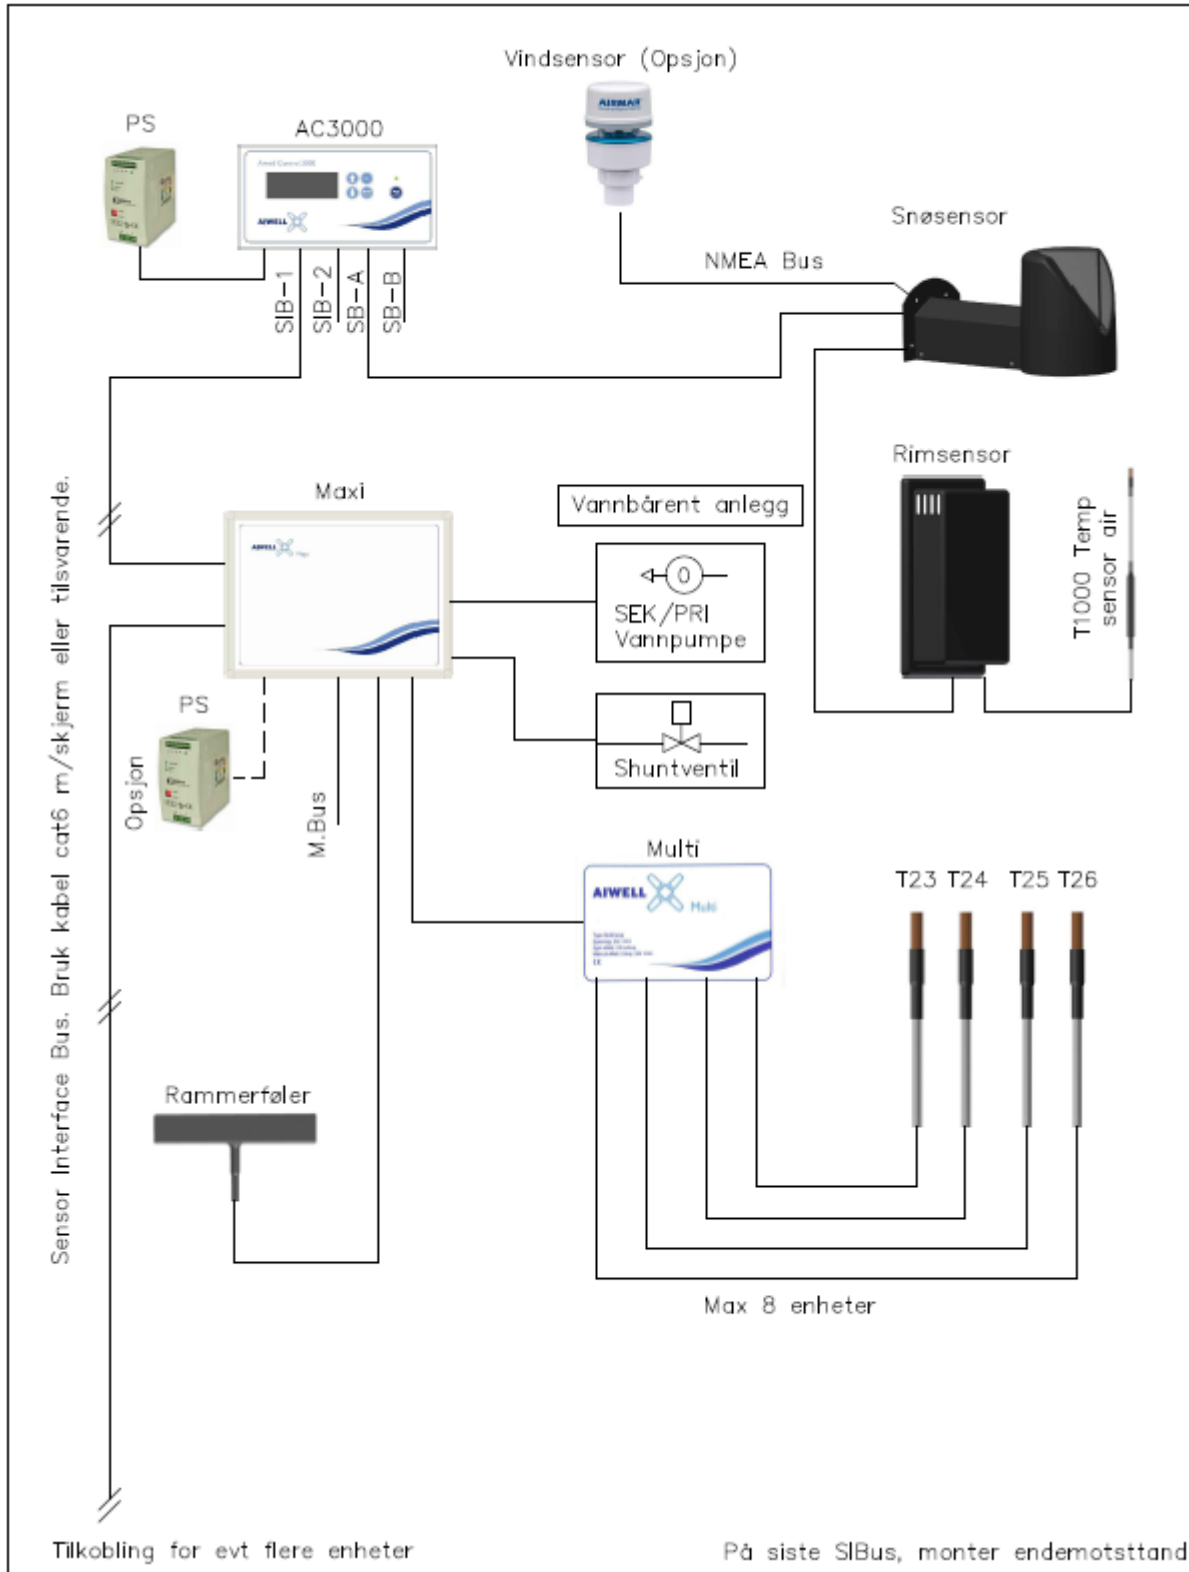 Vindsensor (Opsjon)
AIRMAR
PS
AC3000
AIWELL
Snøsensor
NMEA Bus
SIB-1
SIB-2
SB-A
SB-B
Sensor Interface Bus. Bruk kabel cat6 m/skjerm eller tilsvarende.
Maxi
AIWELL
Vannbårent anlegg
SEK/PRI
Vannpumpe
Rimsensor
T1000 Temp
sensor air
PS
Opsjon
M.Bus
Shuntventil
Multi
AIWELL
Multi
T23 T24 T25 T26
Rammerføler
Max 8 enheter
Tilkobling for evt flere enheter
På siste SIBus, monter endemotsttand